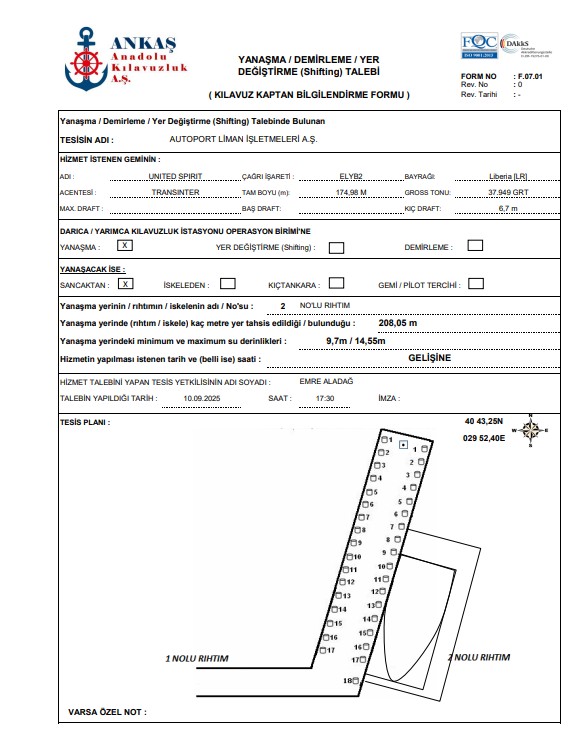 ANKAŞ
Anadolu
Kılavuzluk
A.Ş.
YANAŞMA / DEMİRLEME / YER
DEĞİŞTİRME (Shifting) TALEBİ
( KILAVUZ KAPTAN BİLGİLENDİRME FORMU )
FQC
ISO 9001:2015
DAkkS
FORM NO : F.07.01
Rev. No : 0
Rev. Tarihi : -
Yanaşma / Demirleme / Yer Değiştirme (Shifting) Talebinde Bulunan
TESİSİN ADI : AUTOPORT LİMAN İŞLETMELERİ A.Ş.
HİZMET İSTENEN GEMİNİN :
ADI : UNITED SPIRIT ÇAĞRI İŞARETİ : ELYB2 BAYRAĞI: Liberia [LR]
ACENTESİ : TRANSINTER TAM BOYU (m): 174,98 M GROSS TONU: 37.949 GRT
MAX. DRAFT : BAŞ DRAFT: KIÇ DRAFT: 6,7 m
DARICA / YARIMCA KILAVUZLUK İSTASYONU OPERASYON BİRİMİ'NE
YANAŞMA : X YER DEĞİŞTİRME (Shifting) : DEMİRLEME :
YANAŞACAK İSE :
SANCAKTAN : X İSKELEDEN : KIÇTANKARA : GEMİ / PİLOT TERCİHİ :
Yanaşma yerinin / rıhtımın / iskelenin adı / No'su : 2 NO'LU RIHTIM
Yanaşma yerinde (rıhtım / iskele) kaç metre yer tahsis edildiği / bulunduğu : 208,05 m
Yanaşma yerindeki minimum ve maximum su derinlikleri : 9,7m / 14,55m
Hizmetin yapılması istenen tarih ve (belli ise) saati : GELİŞİNE
HİZMET TALEBİNİ YAPAN TESİS YETKİLİSİNİN ADI SOYADI : EMRE ALADAĞ
TALEBİN YAPILDIĞI TARİH : 10.09.2025 SAAT : 17:30 İMZA :
TESİS PLANI :
40 43,25N
029 52,40E
N
W E
S
1 1
2 2
3 3
4 4
5 5
6 6
7 7
8 8
9 9
10 10
11 11
12 12
13 13
14 14
15 15
16 16
17 17
18
1 NOLU RIHTIM
2 NOLU RIHTIM
VARSA ÖZEL NOT :